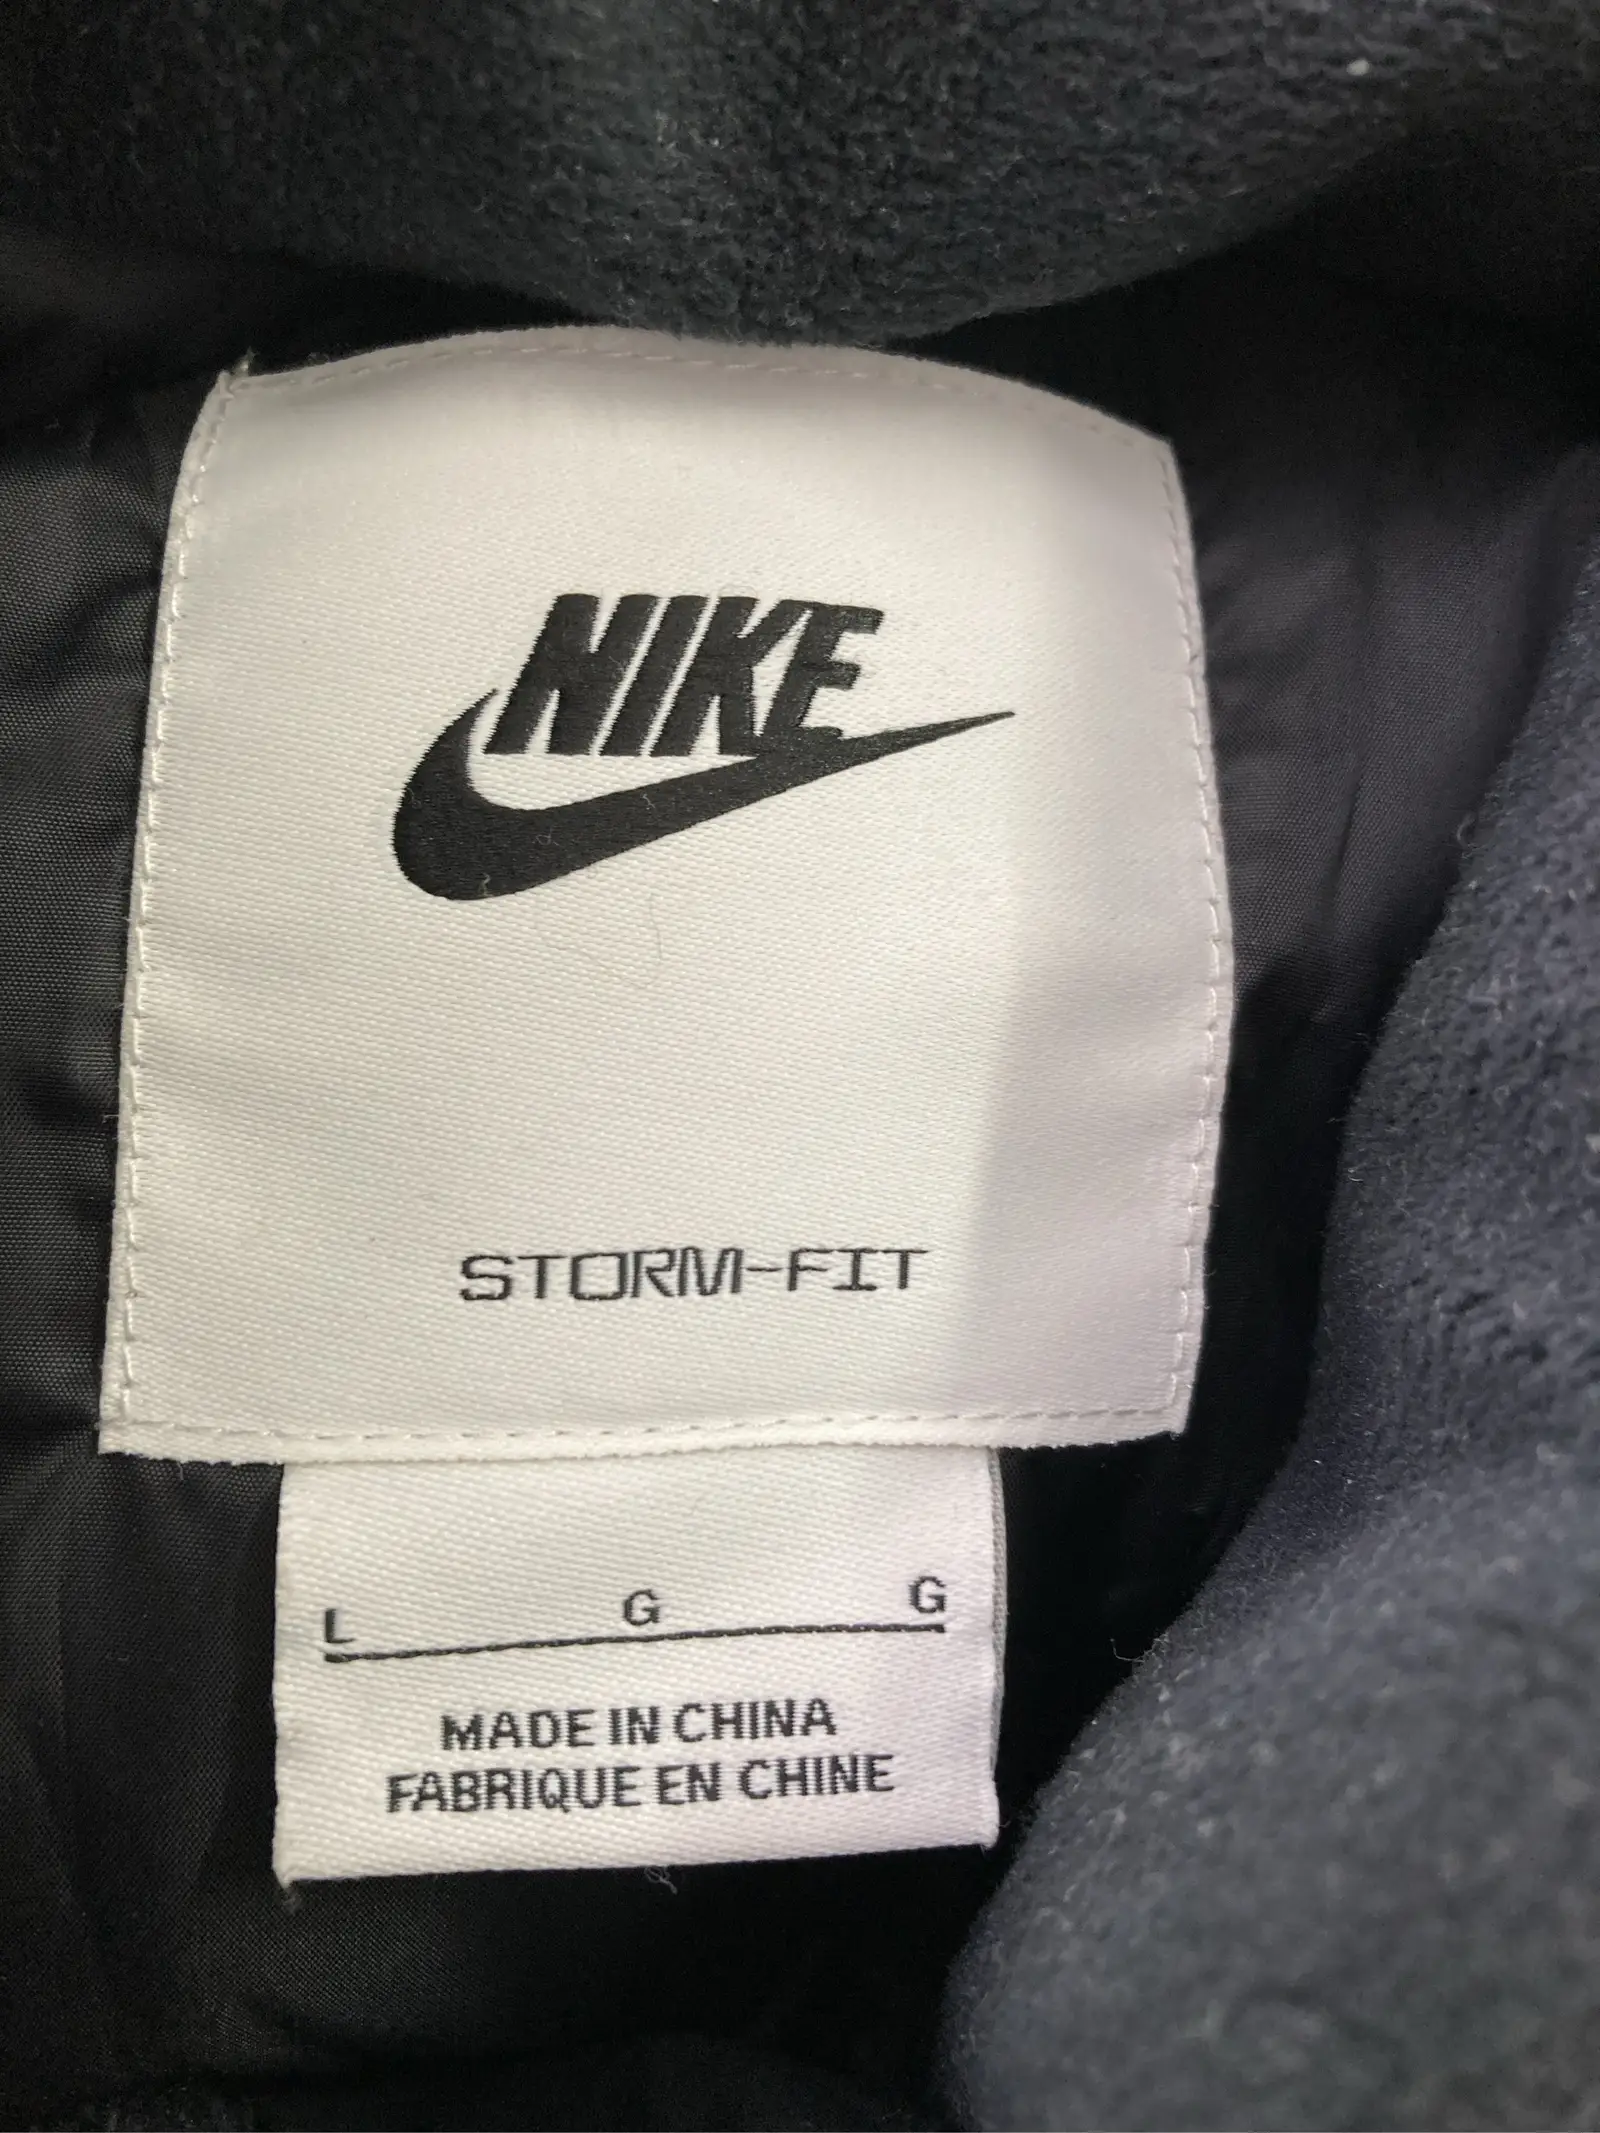 NIKE
STORM-FIT
L G G
MADE IN CHINA
FABRIQUE EN CHINE